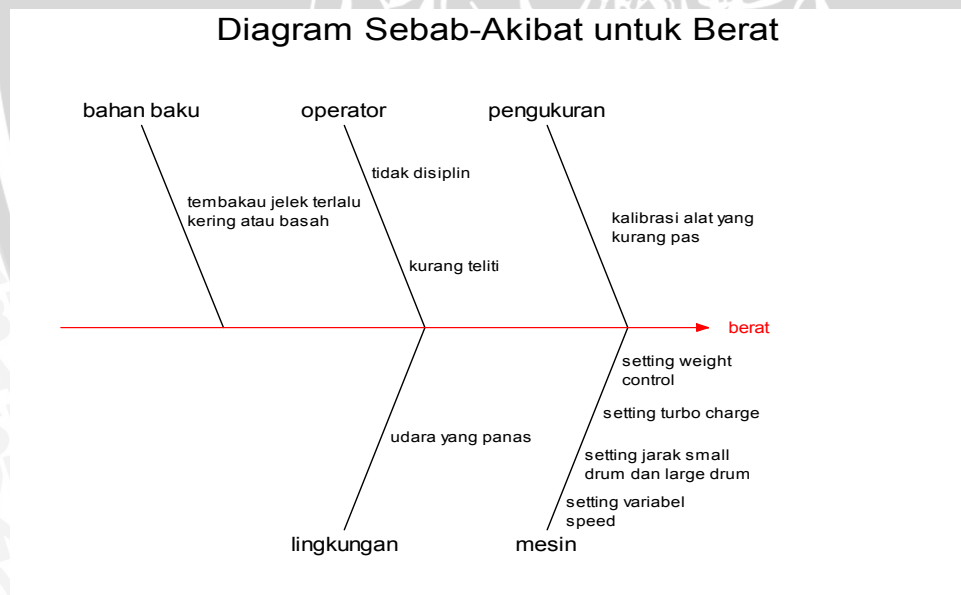 Diagram Sebab-Akibat untuk Berat
bahan baku
operator
pengukuran
tidak disiplin
tembakau jelek terlalu
kering atau basah
kalibrasi alat yang
kurang pas
kurang teliti
berat
setting weight
control
setting turbo charge
udara yang panas
setting jarak small
drum dan large drum
setting variabel
speed
lingkungan
mesin